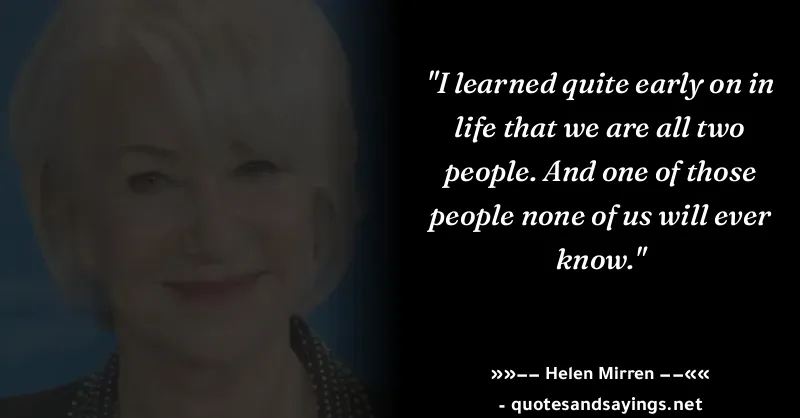 "I learned quite early on in
life that we are all two
people. And one of those
people none of us will ever
know."
»»−− Helen Mirren −−««
- quotesandsayings.net